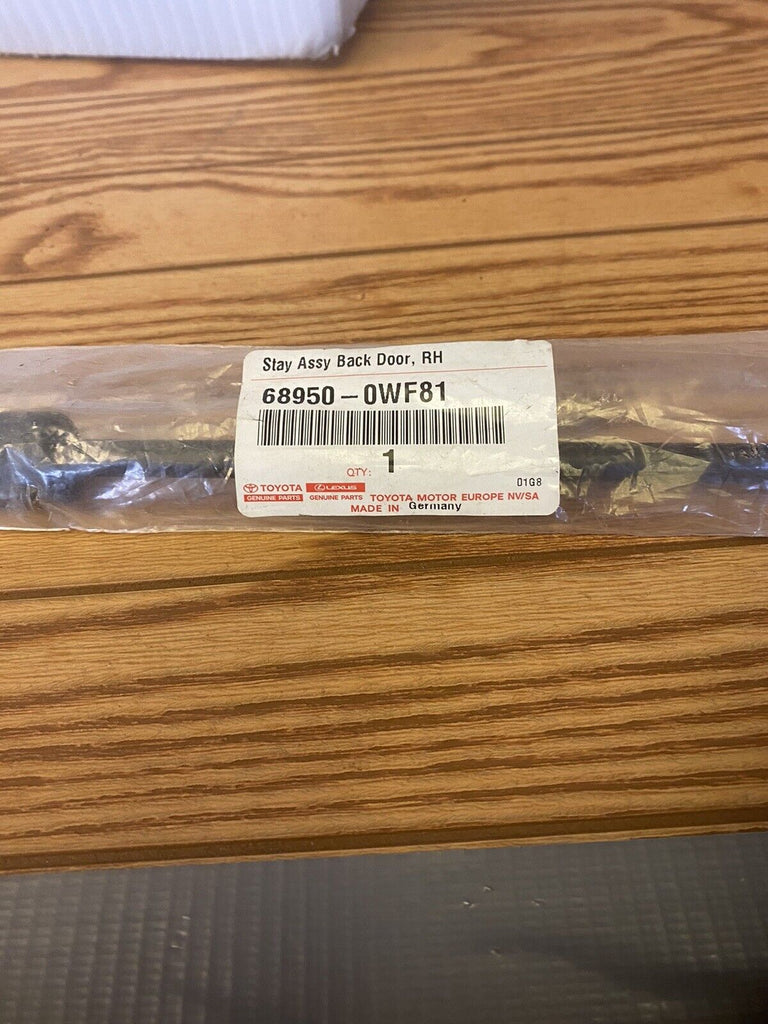 Stay Assy Back Door, RH
68950-0WF81
QTY: 1
01G8
TOYOTA LEXUS
GENUINE PARTS GENUINE PARTS TOYOTA MOTOR EUROPE NV/SA
MADE IN Germany